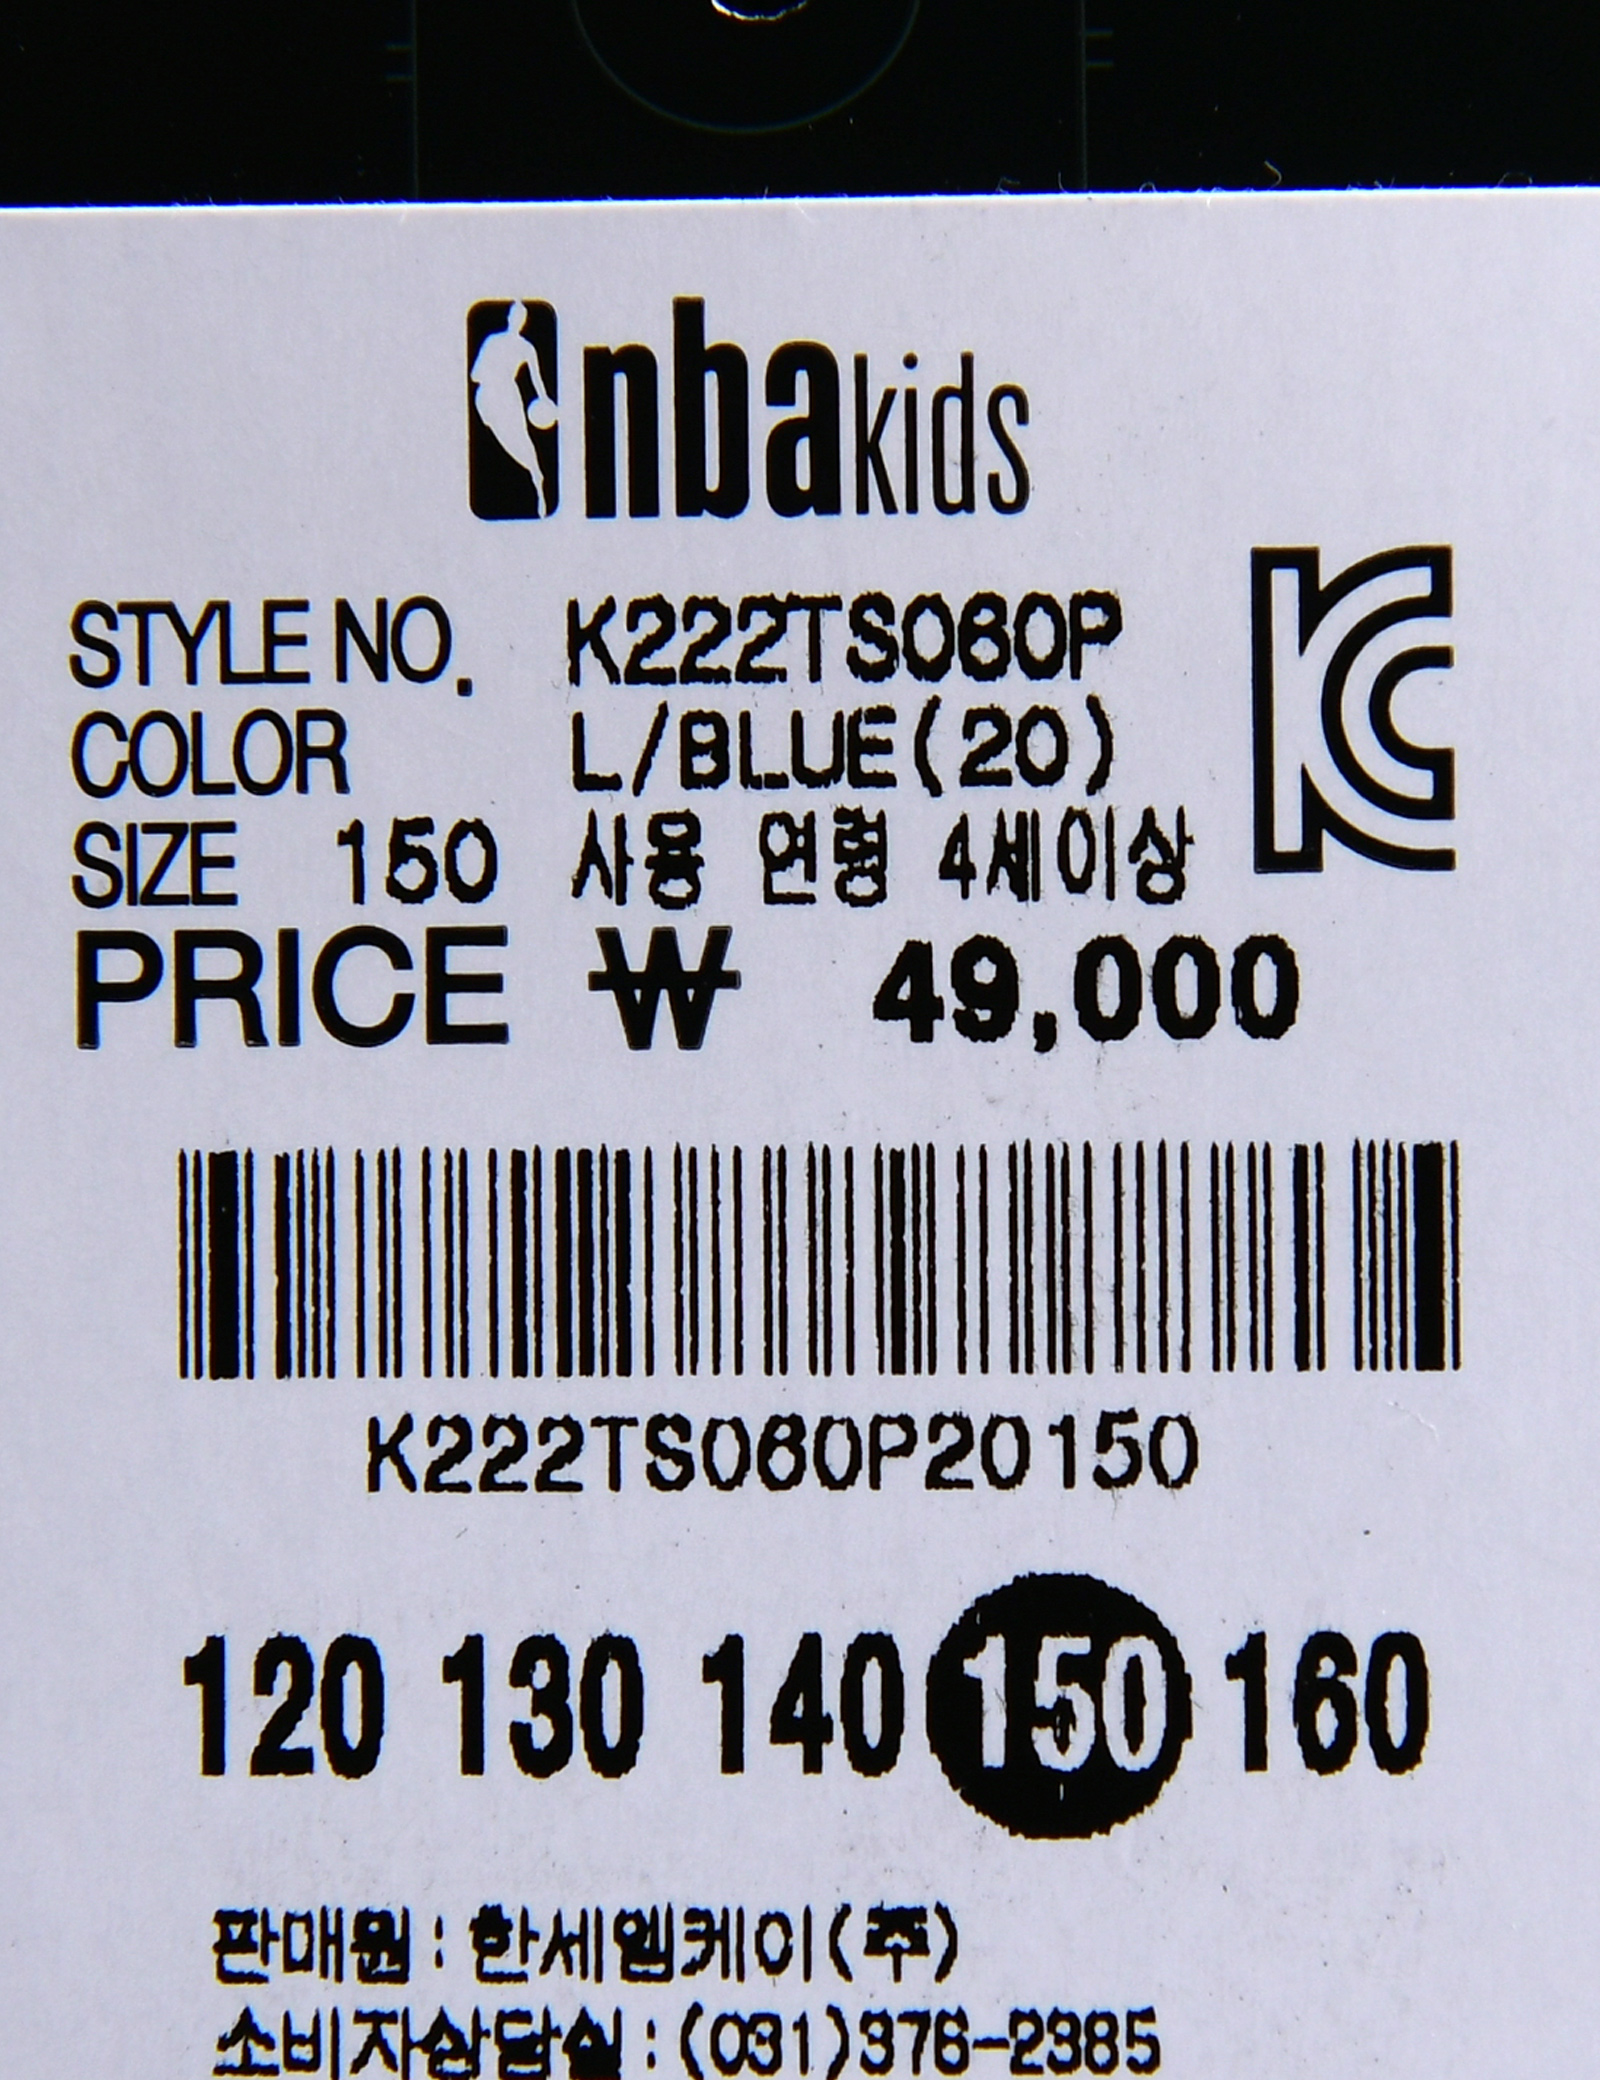 nbakids
STYLE NO. K222TS060P
COLOR L/BLUE(20)
SIZE 150 사용 연령 4세이상
PRICE ₩ 49,000
K222TS060P20150
120 130 140 150 160
판매원:한세엠케이(주)
소비자상담실:(031)376-2385